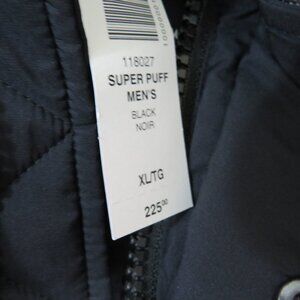 118027
SUPER PUFF
MEN'S
BLACK
NOIR
XL/TG
225.00